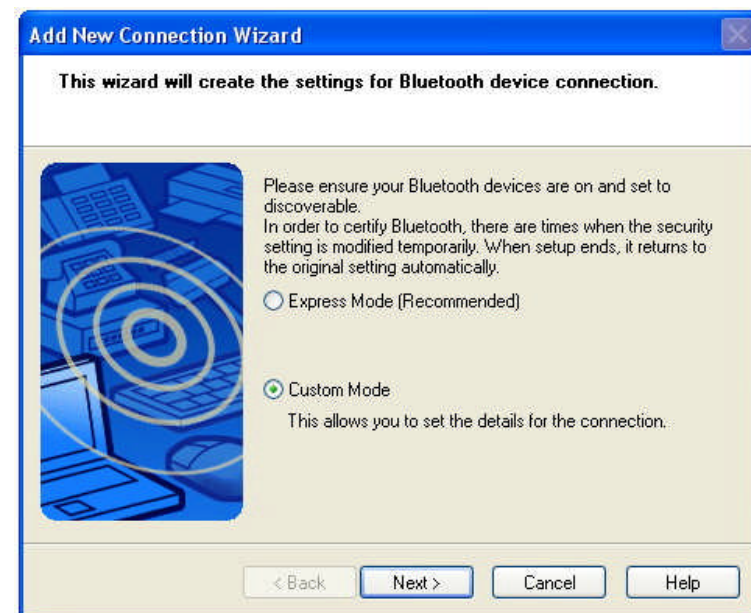 Add New Connection Wizard
This wizard will create the settings for Bluetooth device connection.
Please ensure your Bluetooth devices are on and set to
discoverable.
In order to certify Bluetooth, there are times when the security
setting is modified temporarily. When setup ends, it returns to
the original setting automatically.
Express Mode (Recommended)
Custom Mode
This allows you to set the details for the connection.
< Back Next > Cancel Help